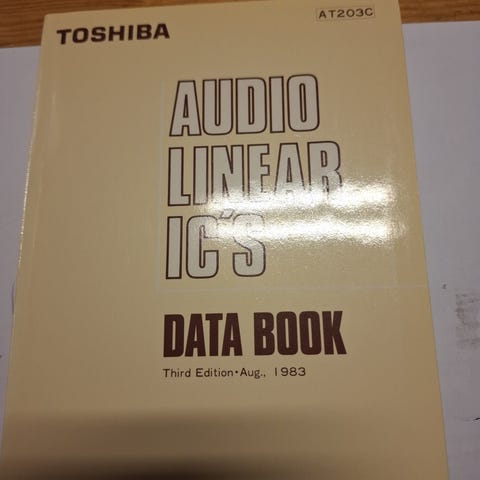 TOSHIBA
AT203C
AUDIO
LINEAR
IC'S
DATA BOOK
Third Edition•Aug., 1983